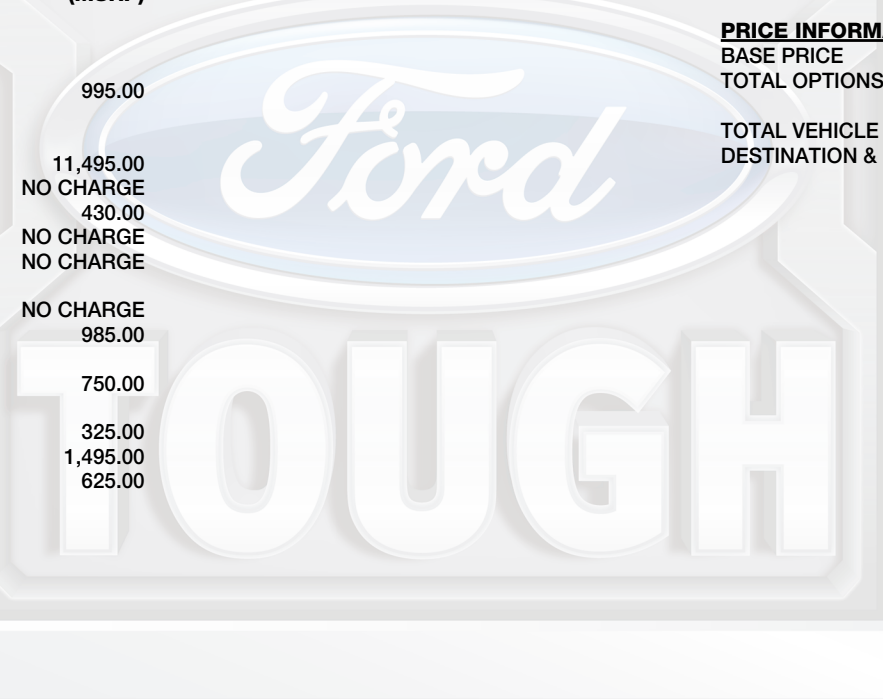 PRICE
BASE PRICE
TOTAL OPTIONS
TOTAL VEHICLE
DESTINATION &
995.00
11,495.00
NO CHARGE
430.00
NO CHARGE
NO CHARGE
NO CHARGE
985.00
750.00
325.00
1,495.00
625.00
Ford
TOUGH